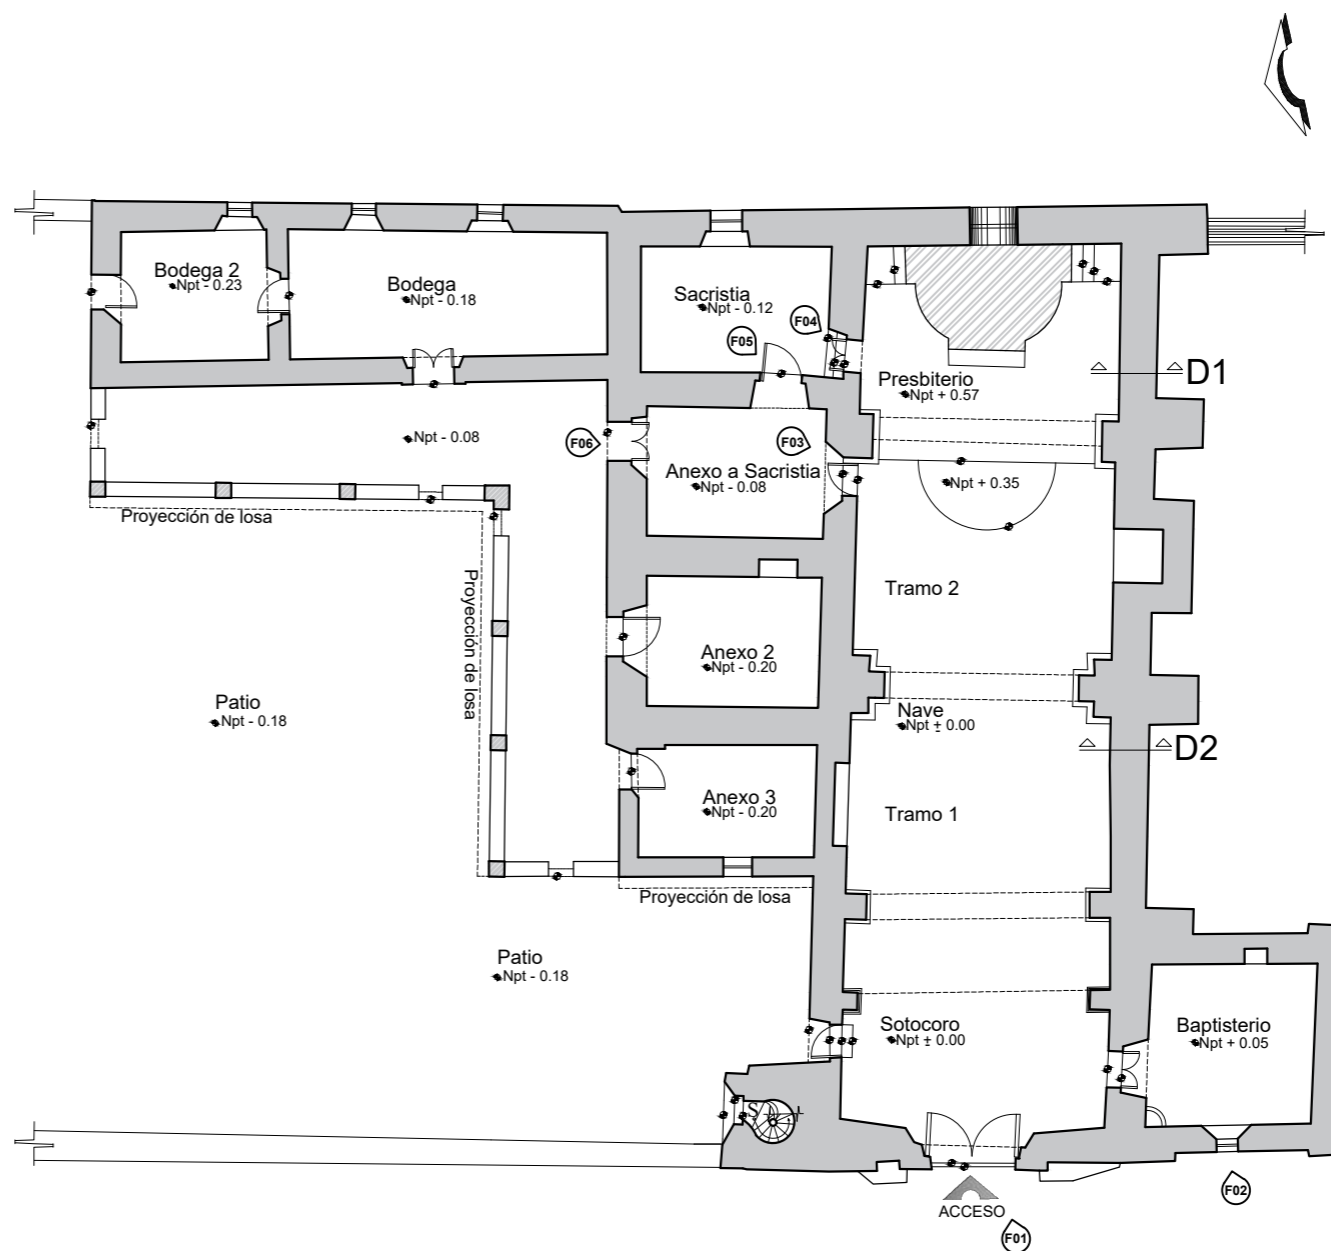 Bodega 2
Npt - 0.23
Bodega
Npt - 0.18
Sacristia
Npt - 0.12
F04
F05
Presbiterio
Npt + 0.57
D1
Npt - 0.08
F06
F03
Anexo a Sacristia
Npt - 0.08
Npt + 0.35
Proyección de losa
Proyección de losa
Tramo 2
Anexo 2
Npt - 0.20
Patio
Npt - 0.18
Nave
Npt ± 0.00
D2
Anexo 3
Npt - 0.20
Tramo 1
Proyección de losa
Patio
Npt - 0.18
Sotocoro
Npt ± 0.00
Baptisterio
Npt + 0.05
S
F02
ACCESO
F01